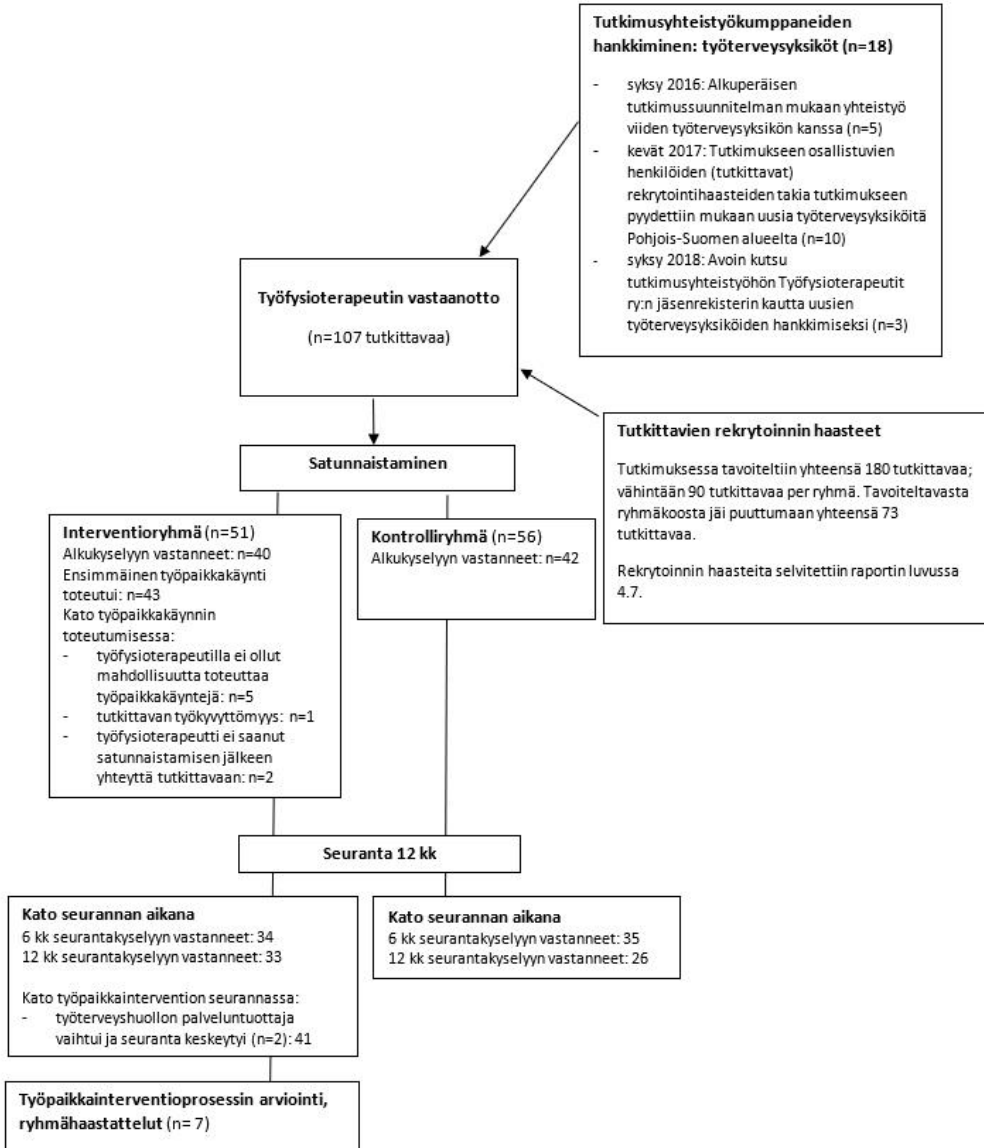 Tutkimusyhteistyökumppaneiden
hankkiminen: työterveysyksiköt (n=18)
- syksy 2016: Alkuperäisen
tutkimussuunnitelman mukaan yhteistyö
viiden työterveysyksikön kanssa (n=5)
- kevät 2017: Tutkimukseen osallistuvien
henkilöiden (tutkittavat)
rekrytointihaasteiden takia tutkimukseen
pyydettiin mukaan uusia työterveysyksiköitä
Pohjois-Suomen alueelta (n=10)
- syksy 2018: Avoin kutsu
tutkimusyhteistyöhön Työfysioterapeutit
ry:n jäsenrekisterin kautta uusien
työterveysyksiköiden hankkimiseksi (n=3)
Työfysioterapeutin vastaanotto
(n=107 tutkittavaa)
Tutkittavien rekrytoinnin haasteet
Tutkimuksessa tavoiteltiin yhteensä 180 tutkittavaa;
vähintään 90 tutkittavaa per ryhmä. Tavoiteltavasta
ryhmäkoosta jäi puuttumaan yhteensä 73
tutkittavaa.
Rekrytoinnin haasteita selvitettiin raportin luvussa
4.7.
Satunnaistaminen
Interventioryhmä (n=51)
Alkukyselyyn vastanneet: n=40
Ensimmäinen työpaikkakäynti
toteutui: n=43
Kato työpaikkakäynnin
toteutumisessa:
- työfysioterapeutilla ei ollut
mahdollisuutta toteuttaa
työpaikkakäyntejä: n=5
- tutkittavan työkyvyttömyys: n=1
- työfysioterapeutti ei saanut
satunnaistamisen jälkeen
yhteyttä tutkittavaan: n=2
Kontrolliryhmä (n=56)
Alkukyselyyn vastanneet: n=42
Seuranta 12 kk
Kato seurannan aikana
6 kk seurantakyselyyn vastanneet: 34
12 kk seurantakyselyyn vastanneet: 33
Kato työpaikkaintervention seurannassa:
- työterveyshuollon palveluntuottaja
vaihtui ja seuranta keskeytyi (n=2): 41
Kato seurannan aikana
6 kk seurantakyselyyn vastanneet: 35
12 kk seurantakyselyyn vastanneet: 26
Työpaikkainterventioprosessin arviointi,
ryhmähaastattelut (n= 7)